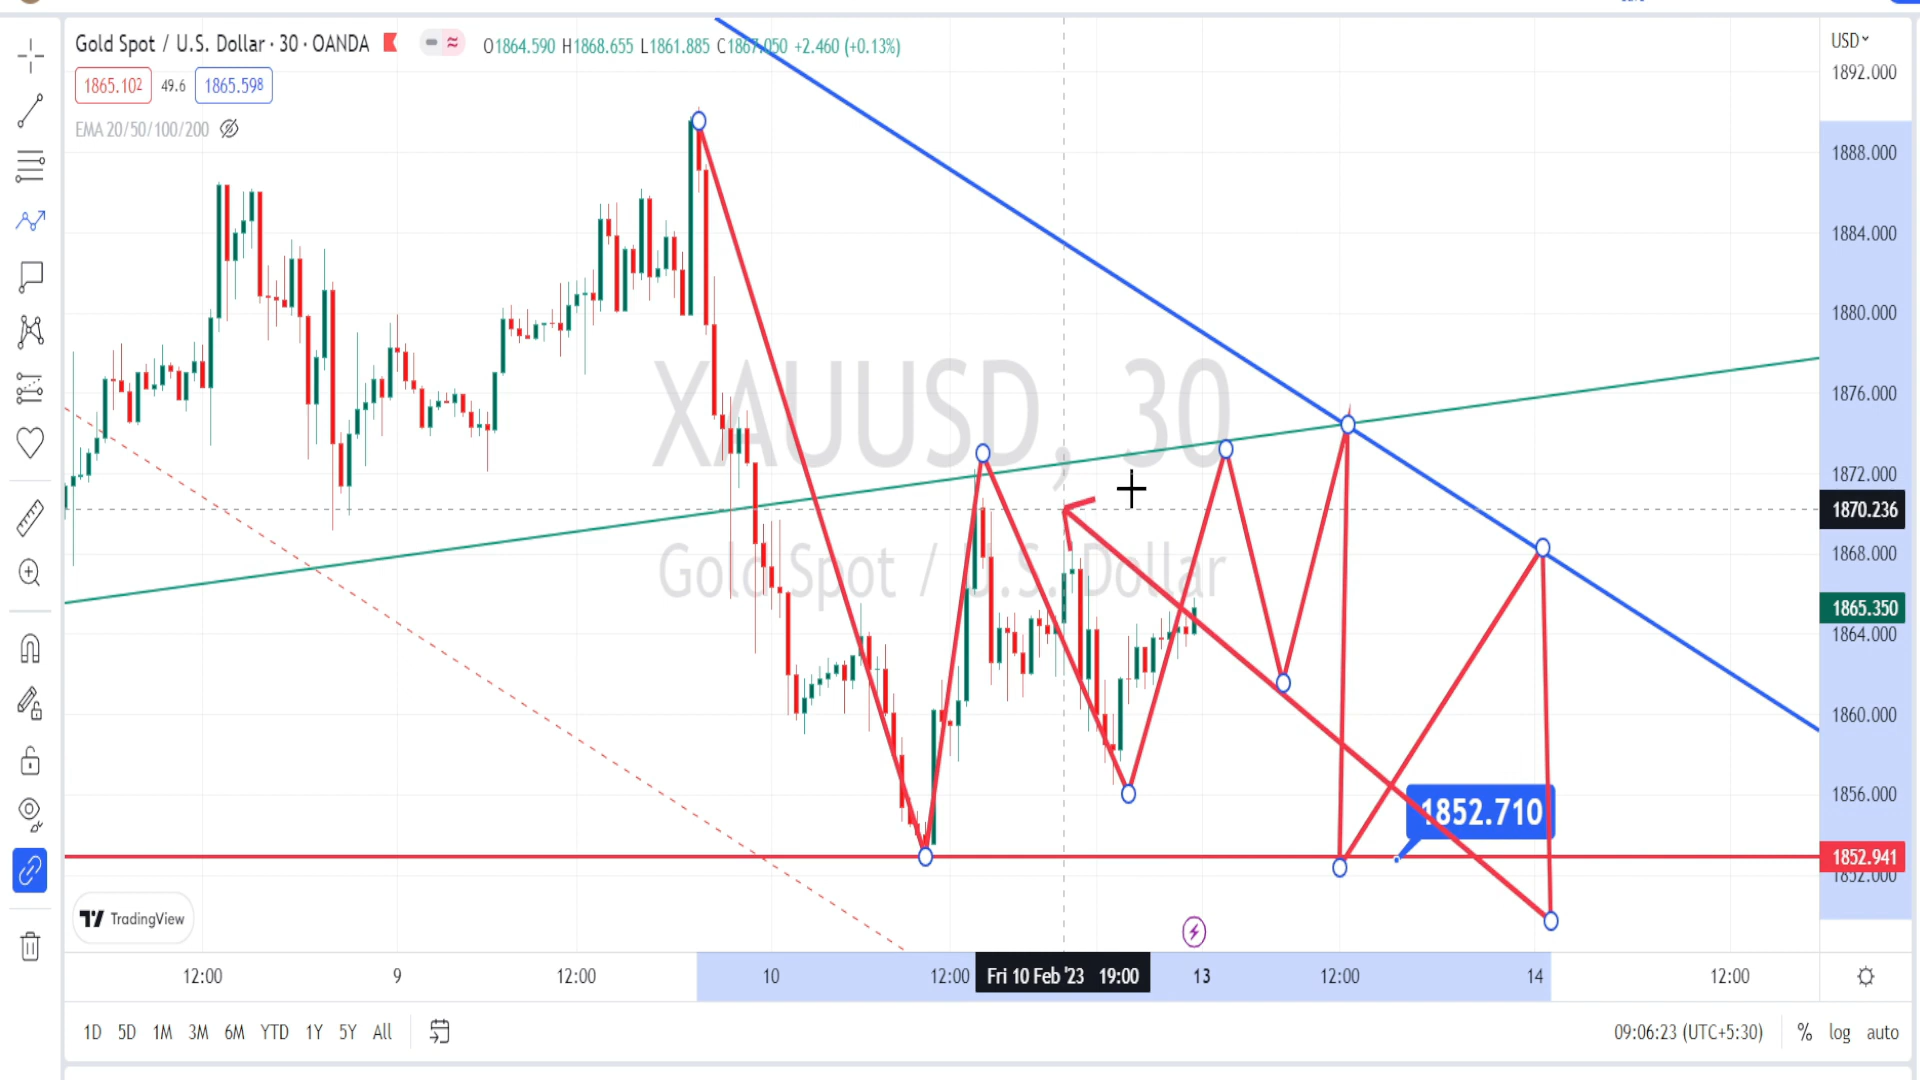 Gold Spot / U.S. Dollar · 30 · OANDA
O1864.590 H1868.655 L1861.885 C1867.050 +2.460 (+0.13%)
USD
1865.102 49.6 1865.598
EMA 20/50/100/200
XAUUSD, 30
Gold Spot / U.S. Dollar
1892.000
1888.000
1884.000
1880.000
1876.000
1872.000
1870.236
1868.000
1865.350
1864.000
1860.000
1856.000
1852.710
1852.941
1852.000
TradingView
12:00 9 12:00 10 12:00 Fri 10 Feb '23 19:00 13 12:00 14 12:00
1D 5D 1M 3M 6M YTD 1Y 5Y All
09:06:23 (UTC+5:30) % log auto